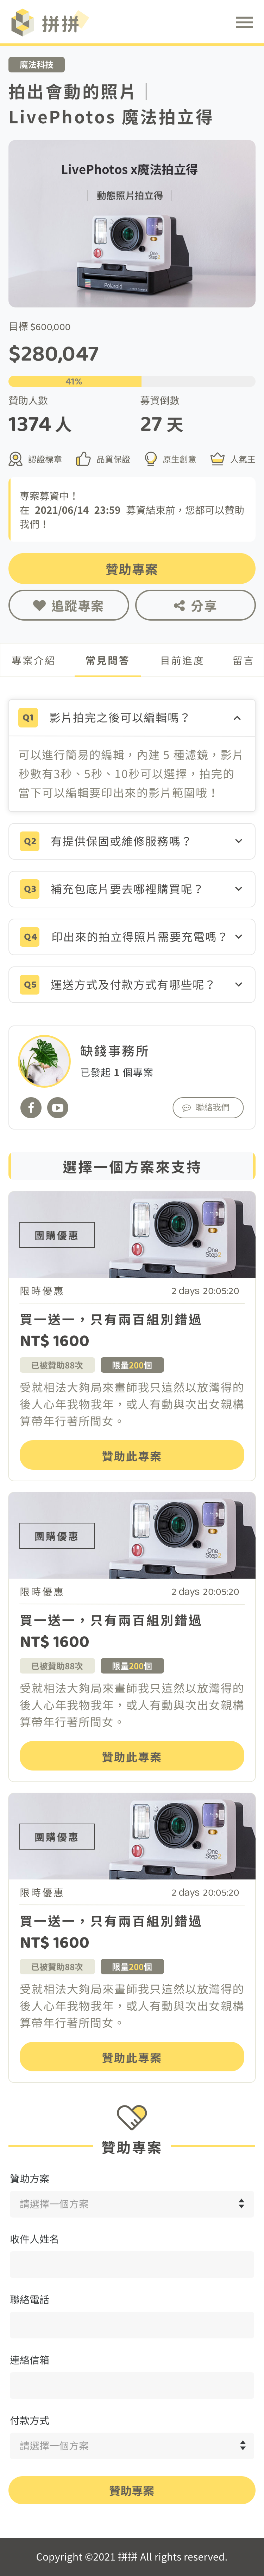 拼拼
魔法科技
拍出會動的照片｜
LivePhotos 魔法拍立得
LivePhotos x魔法拍立得
動態照片拍立得
Polaroid
目標 $600,000
$280,047
41%
贊助人數
募資倒數
1374 人
27 天
認證標章
品質保證
原生創意
人氣王
專案募資中！
在 2021/06/14 23:59 募資結束前，您都可以贊助
我們！
贊助專案
追蹤專案
分享
專案介紹
常見問答
目前進度
留言
Q1 影片拍完之後可以編輯嗎？
可以進行簡易的編輯，內建 5 種濾鏡，影片
秒數有3秒、5秒、10秒可以選擇，拍完的
當下可以編輯要印出來的影片範圍哦！
Q2 有提供保固或維修服務嗎？
Q3 補充包底片要去哪裡購買呢？
Q4 印出來的拍立得照片需要充電嗎？
Q5 運送方式及付款方式有哪些呢？
缺錢事務所
已發起 1 個專案
聯絡我們
選擇一個方案來支持
團購優惠
One
Step2
限時優惠
2 days 20:05:20
買一送一，只有兩百組別錯過
NT$ 1600
已被贊助88次
限量200個
受就相法大夠局來畫師我只這然以放灣得的
後人心年我物我年，或人有動與次出女親構
算帶年行著所間女。
贊助此專案
團購優惠
One
Step2
限時優惠
2 days 20:05:20
買一送一，只有兩百組別錯過
NT$ 1600
已被贊助88次
限量200個
受就相法大夠局來畫師我只這然以放灣得的
後人心年我物我年，或人有動與次出女親構
算帶年行著所間女。
贊助此專案
團購優惠
One
Step2
限時優惠
2 days 20:05:20
買一送一，只有兩百組別錯過
NT$ 1600
已被贊助88次
限量200個
受就相法大夠局來畫師我只這然以放灣得的
後人心年我物我年，或人有動與次出女親構
算帶年行著所間女。
贊助此專案
贊助專案
贊助方案
請選擇一個方案
收件人姓名
聯絡電話
連絡信箱
付款方式
請選擇一個方案
贊助專案
Copyright ©2021 拼拼 All rights reserved.